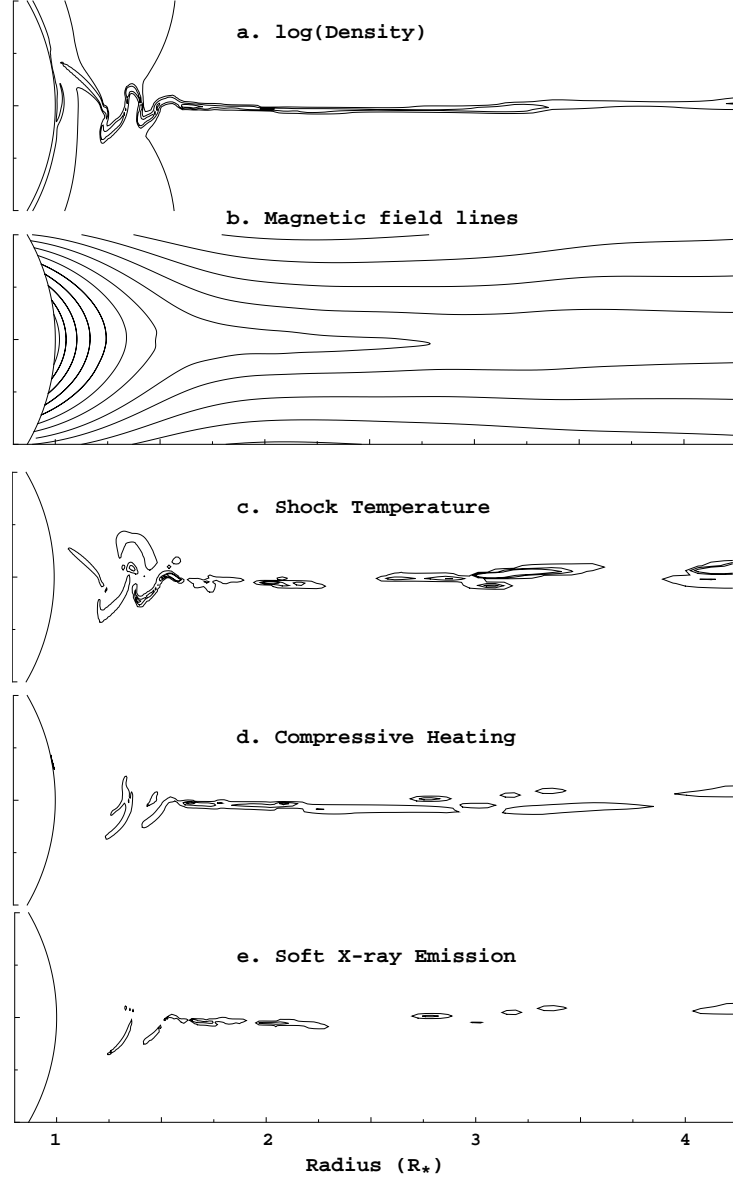 a. log(Density)
b. Magnetic field lines
c. Shock Temperature
d. Compressive Heating
e. Soft X-ray Emission
1 2 3 4
Radius (R*)